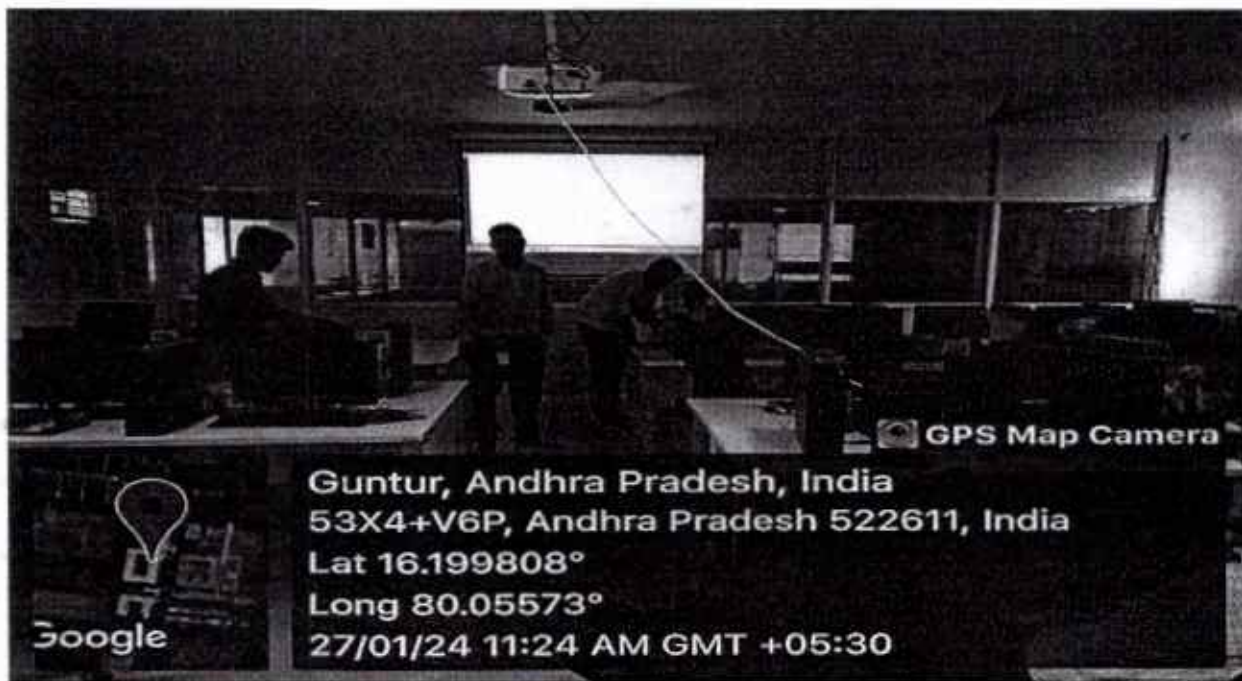 GPS Map Camera
Guntur, Andhra Pradesh, India
53X4+V6P, Andhra Pradesh 522611, India
Lat 16.199808°
Long 80.05573°
27/01/24 11:24 AM GMT +05:30
Google